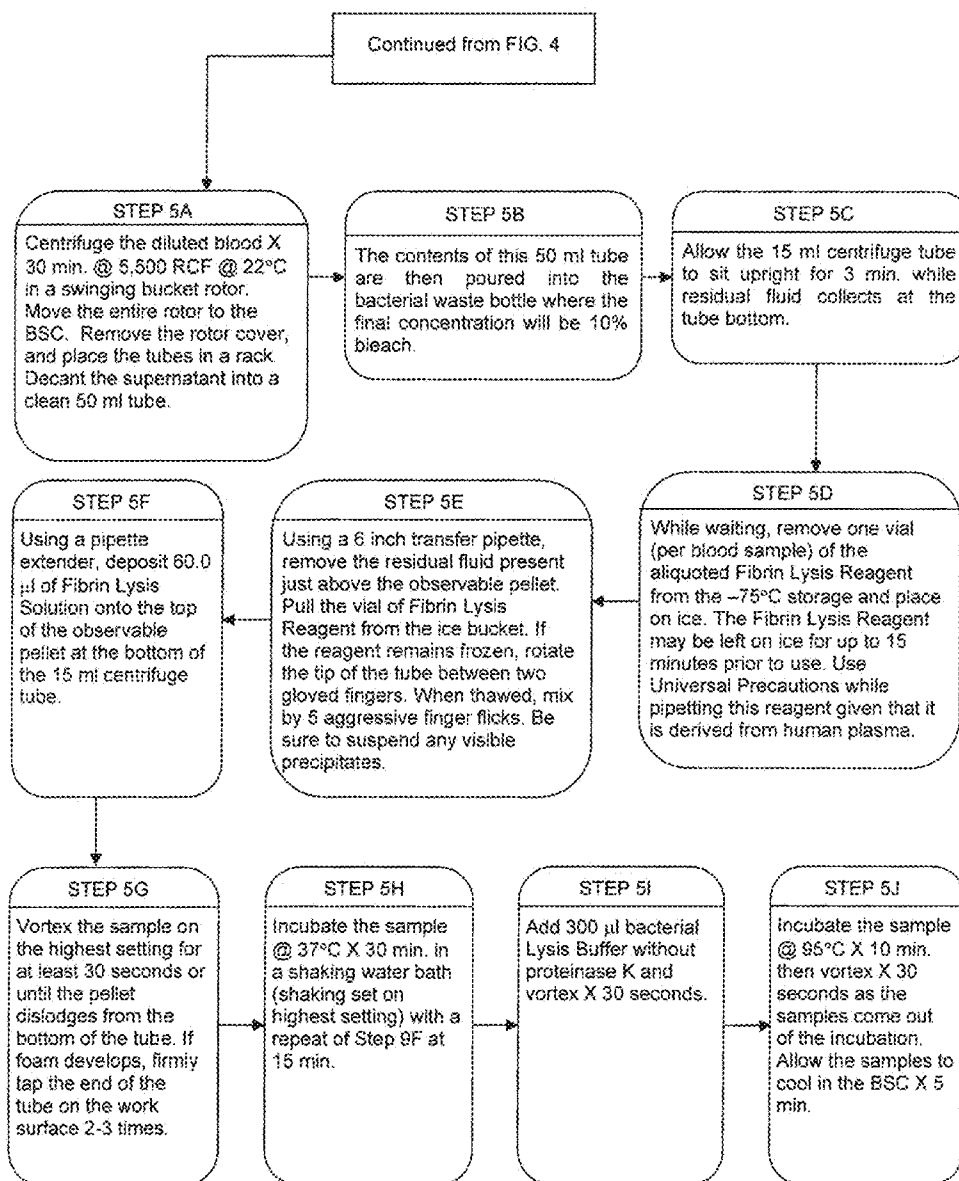 Continued from FIG. 4
STEP 5A
Centrifuge the diluted blood X
30 min. @ 5,500 RCF @ 22°C
in a swinging bucket rotor.
Move the entire rotor to the
BSC. Remove the rotor cover,
and place the tubes in a rack.
Decant the supernatant into a
clean 50 ml tube.
STEP 5B
The contents of this 50 ml tube
are then poured into the
bacterial waste bottle where the
final concentration will be 10%
bleach.
STEP 5C
Allow the 15 ml centrifuge tube
to sit upright for 3 min. while
residual fluid collects at the
tube bottom.
STEP 5D
While waiting, remove one vial
(per blood sample) of the
aliquoted Fibrin Lysis Reagent
from the –75°C storage and place
on ice. The Fibrin Lysis Reagent
may be left on ice for up to 15
minutes prior to use. Use
Universal Precautions while
pipetting this reagent given that it
is derived from human plasma.
STEP 5E
Using a 6 inch transfer pipette,
remove the residual fluid present
just above the observable pellet.
Pull the vial of Fibrin Lysis
Reagent from the ice bucket. If
the reagent remains frozen, rotate
the tip of the tube between two
gloved fingers. When thawed, mix
by 5 aggressive finger flicks. Be
sure to suspend any visible
precipitates.
STEP 5F
Using a pipette
extender, deposit 60.0
µl of Fibrin Lysis
Solution onto the top
of the observable
pellet at the bottom of
the 15 ml centrifuge
tube.
STEP 5G
Vortex the sample on
the highest setting for
at least 30 seconds or
until the pellet
dislodges from the
bottom of the tube. If
foam develops, firmly
tap the end of the
tube on the work
surface 2-3 times.
STEP 5H
Incubate the sample
@ 37°C X 30 min. in
a shaking water bath
(shaking set on
highest setting) with a
repeat of Step 9F at
15 min.
STEP 5I
Add 300 µl bacterial
Lysis Buffer without
proteinase K and
vortex X 30 seconds.
STEP 5J
Incubate the sample
@ 95°C X 10 min.
then vortex X 30
seconds as the
samples come out
of the incubation.
Allow the samples to
cool in the BSC X 5
min.